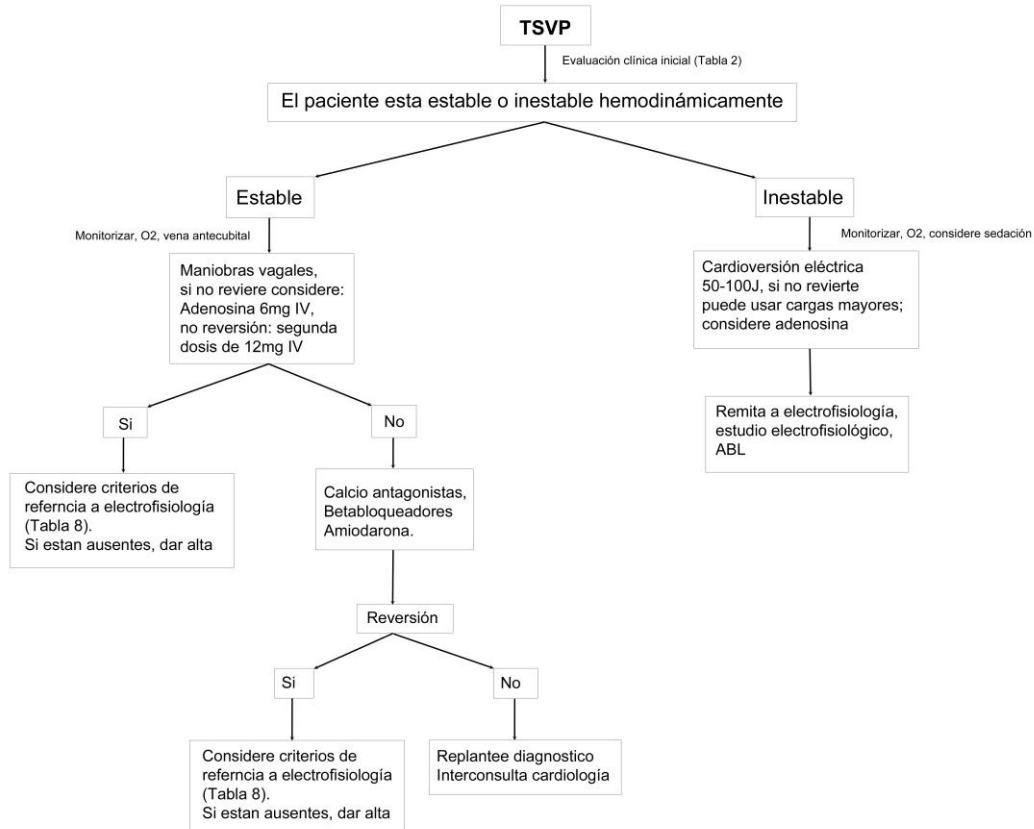 TSVP
Evaluación clínica inicial (Tabla 2)
El paciente esta estable o inestable hemodinámicamente
Estable
Inestable
Monitorizar, O2, vena antecubital
Monitorizar, O2, considere sedación
Maniobras vagales,
si no reviere considere:
Adenosina 6mg IV,
no reversión: segunda
dosis de 12mg IV
Cardioversión eléctrica
50-100J, si no revierte
puede usar cargas mayores;
considere adenosina
Si
No
Remita a electrofisiología,
estudio electrofisiológico,
ABL
Considere criterios de
referncia a electrofisiología
(Tabla 8).
Si estan ausentes, dar alta
Calcio antagonistas,
Betabloqueadores
Amiodarona.
Reversión
Si
No
Considere criterios de
referncia a electrofisiología
(Tabla 8).
Si estan ausentes, dar alta
Replantee diagnostico
Interconsulta cardiología